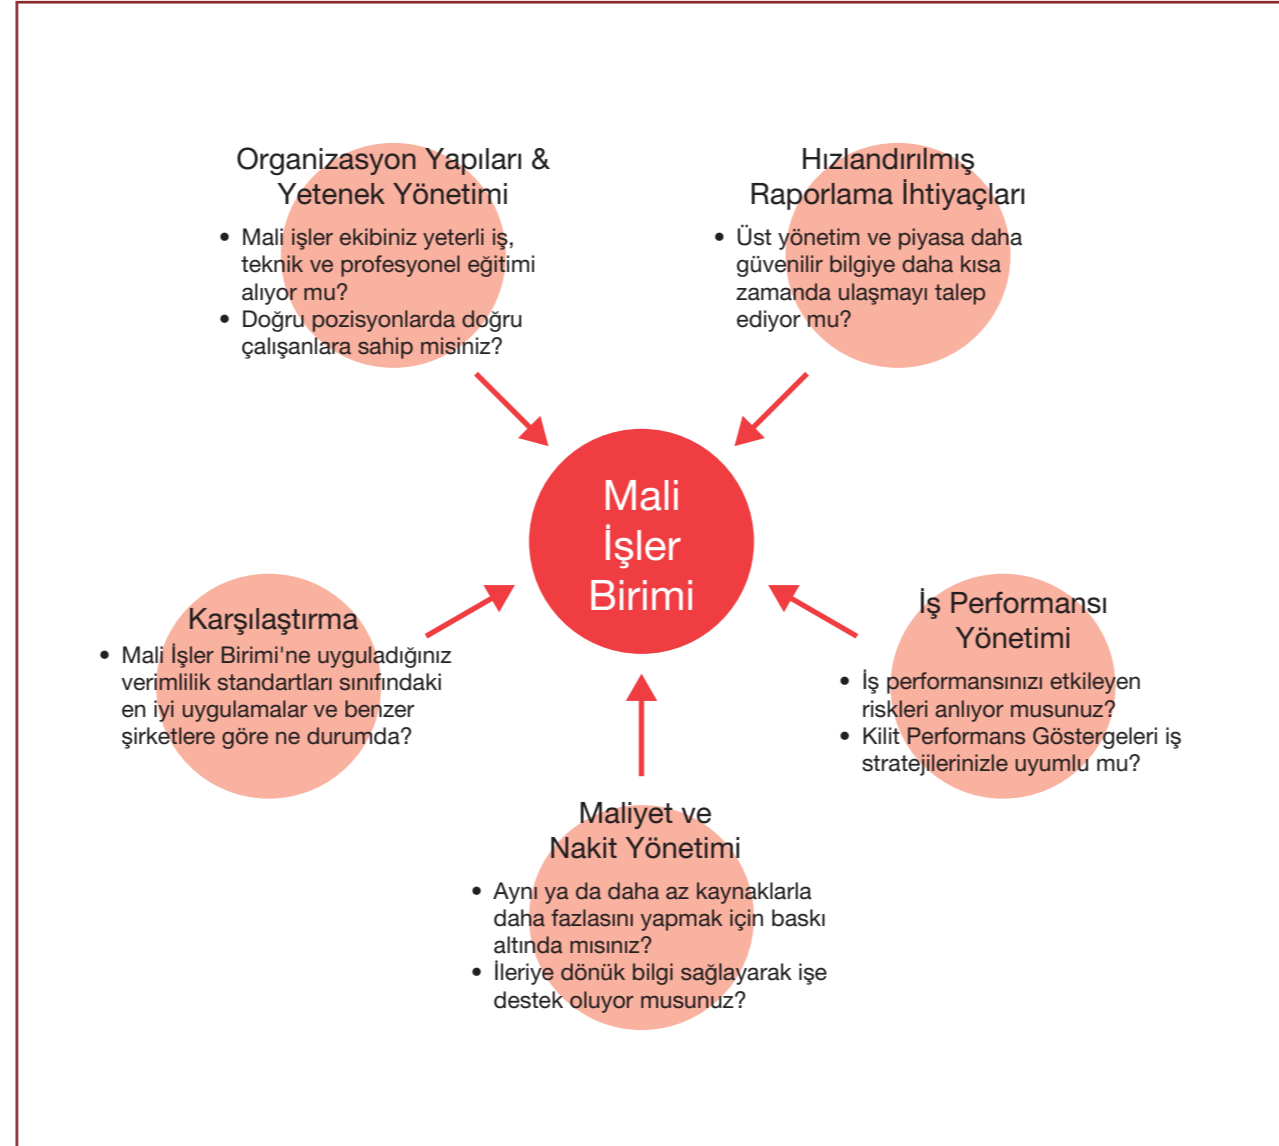 Organizasyon Yapıları &
Yetenek Yönetimi
• Mali işler ekibiniz yeterli iş,
teknik ve profesyonel eğitimi
alıyor mu?
• Doğru pozisyonlarda doğru
çalışanlara sahip misiniz?
Hızlandırılmış
Raporlama İhtiyaçları
• Üst yönetim ve piyasa daha
güvenilir bilgiye daha kısa
zamanda ulaşmayı talep
ediyor mu?
Mali
İşler
Birimi
Karşılaştırma
• Mali İşler Birimi'ne uyguladığınız
verimlilik standartları sınıfındaki
en iyi uygulamalar ve benzer
şirketlere göre ne durumda?
İş Performansı
Yönetimi
• İş performansınızı etkileyen
riskleri anlıyor musunuz?
• Kilit Performans Göstergeleri iş
stratejilerinizle uyumlu mu?
Maliyet ve
Nakit Yönetimi
• Aynı ya da daha az kaynaklarla
daha fazlasını yapmak için baskı
altında mısınız?
• İleriye dönük bilgi sağlayarak işe
destek oluyor musunuz?